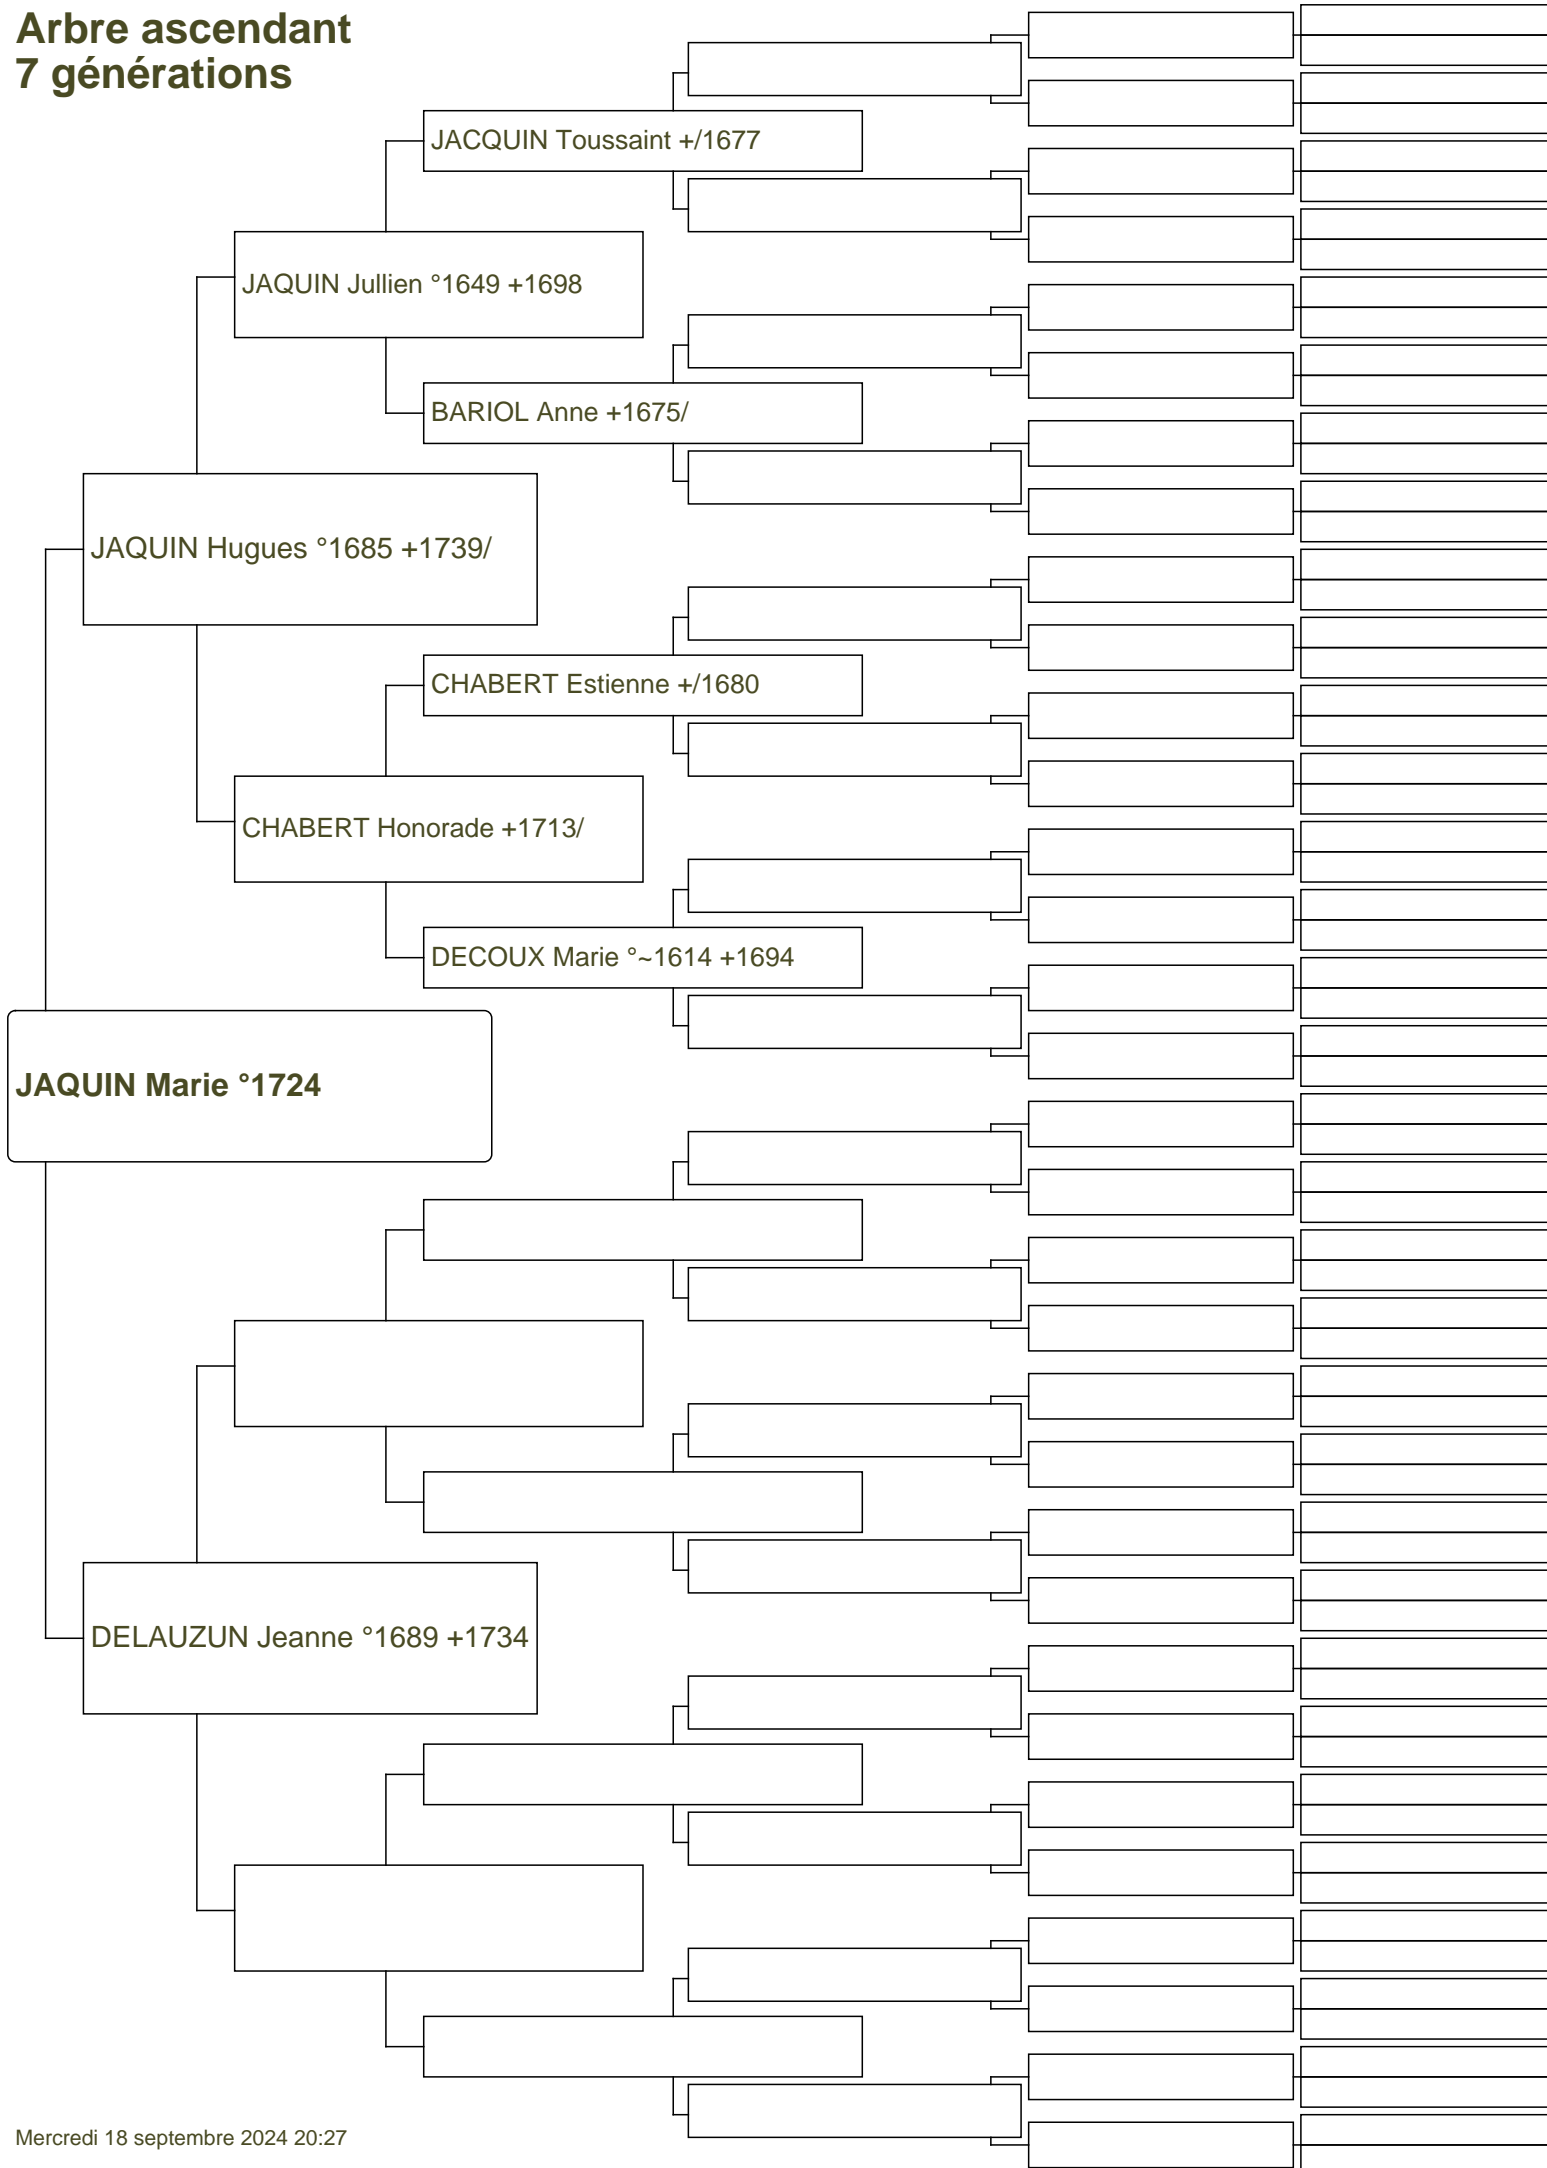 Arbre ascendant
7 générations
JACQUIN Toussaint +/1677
JAQUIN Jullien °1649 +1698
BARIOL Anne +1675/
JAQUIN Hugues °1685 +1739/
CHABERT Estienne +/1680
CHABERT Honorade +1713/
DECOUX Marie °~1614 +1694
JAQUIN Marie °1724
DELAUZUN Jeanne °1689 +1734
Mercredi 18 septembre 2024 20:27